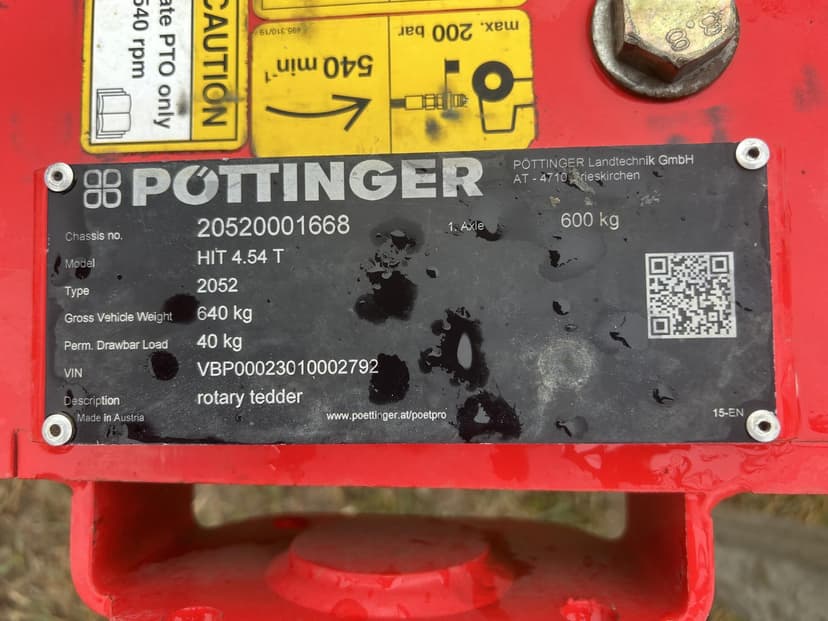 CAUTION
ate PTO only
540 rpm
495.310/19
540 min⁻¹
max. 200 bar
8
8
PÖTTINGER
PÖTTINGER Landtechnik GmbH
AT - 4710 Grieskirchen
Chassis no. 20520001668 1. Axle 600 kg
Model HIT 4.54 T
Type 2052
Gross Vehicle Weight 640 kg
Perm. Drawbar Load 40 kg
VIN VBP00023010002792
Description rotary tedder
Made in Austria www.poettinger.at/poetpro 15-EN